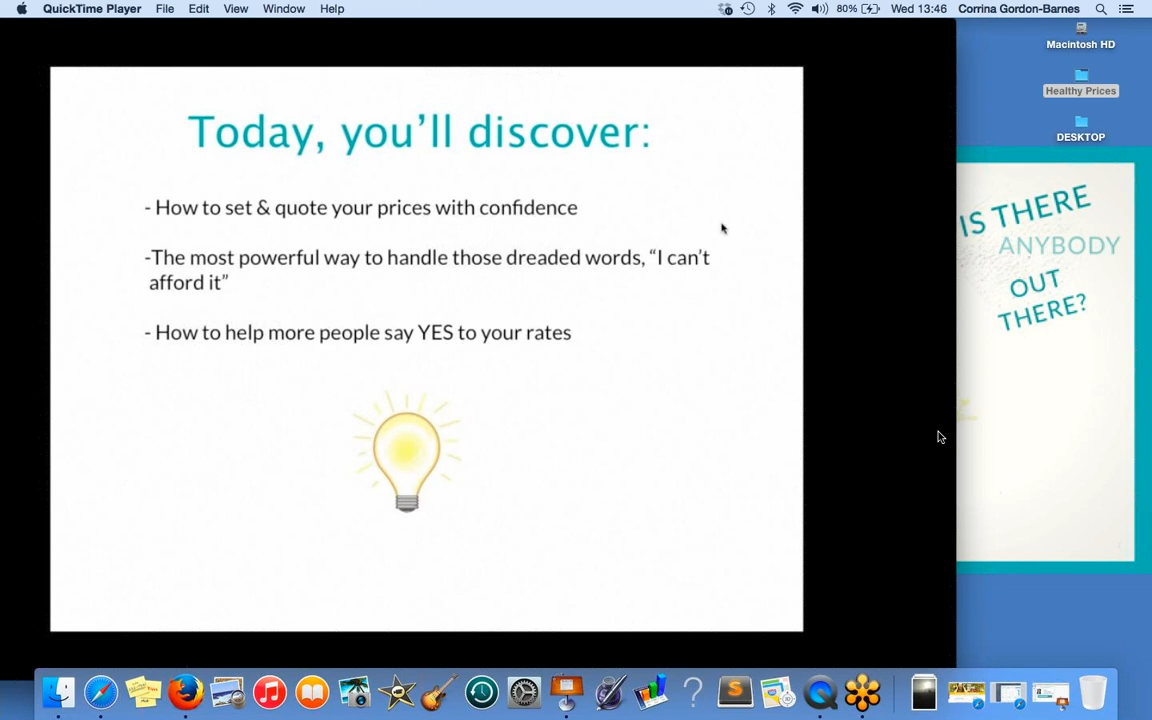 QuickTime Player File Edit View Window Help 80% Wed 13:46 Corrina Gordon-Barnes
Macintosh HD
Healthy Prices
DESKTOP
Today, you’ll discover:
- How to set & quote your prices with confidence
-The most powerful way to handle those dreaded words, “I can’t
afford it”
- How to help more people say YES to your rates
IS THERE
ANYBODY
OUT
THERE?